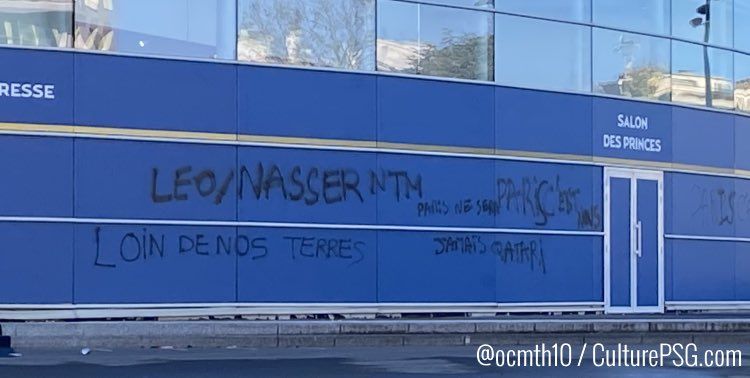 RESSE
SALON
DES PRINCES
LEO/NASSER NTM
PARIS NE SERA
JAMAIS QATARI
PARIS C'EST
NOUS
LOIN DE NOS TERRES
@ocmth10 / CulturePSG.com